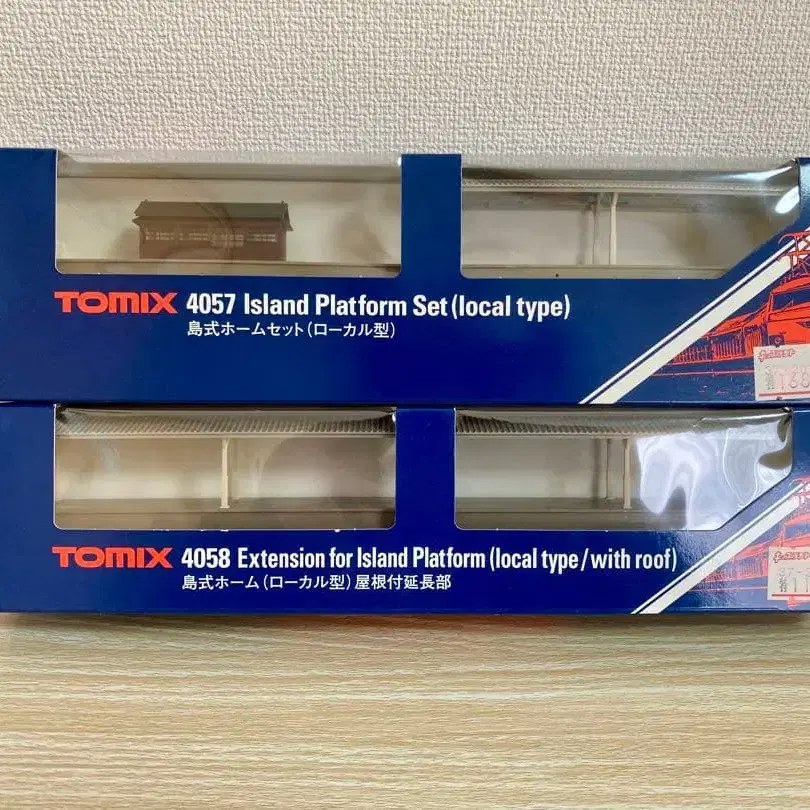 TOMIX 4057 Island Platform Set (local type)
島式ホームセット(ローカル型)
TOMIX 4058 Extension for Island Platform (local type/with roof)
島式ホーム(ローカル型)屋根付延長部